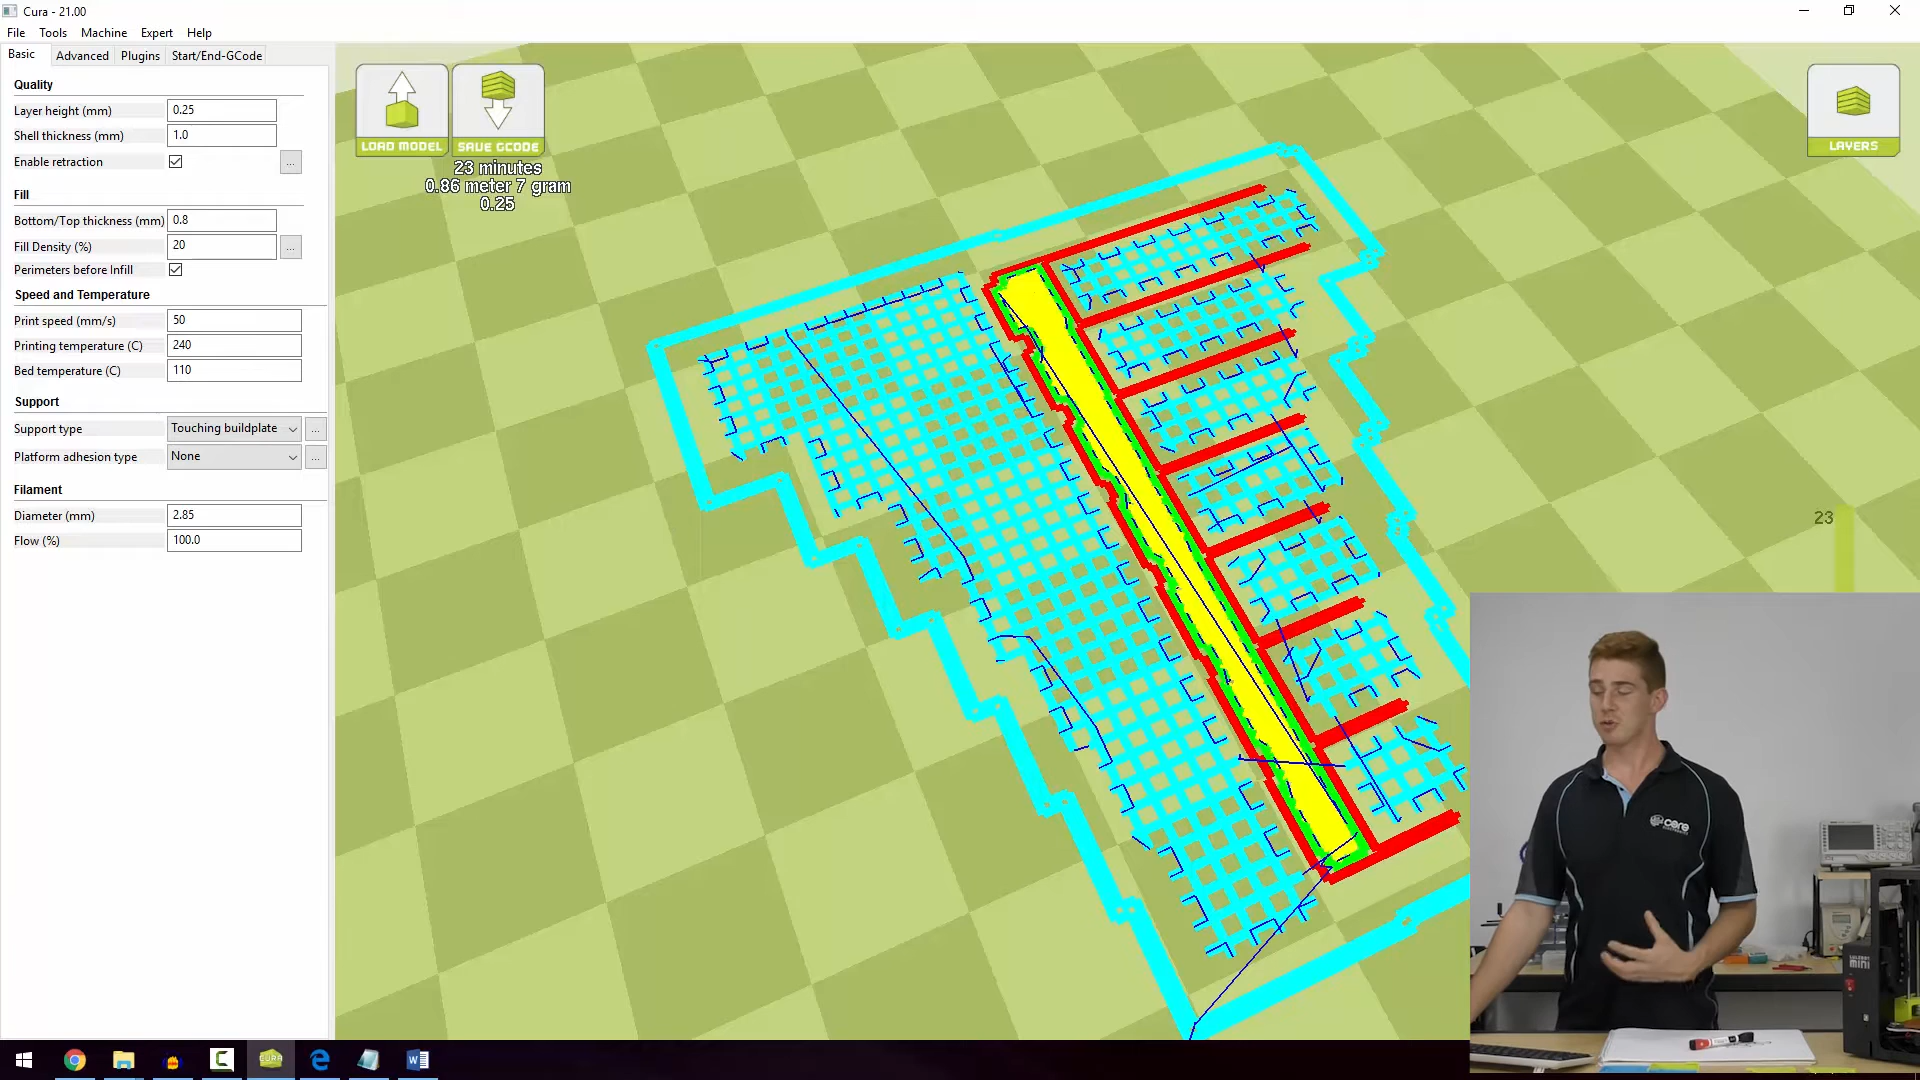 Cura - 21.00
File Tools Machine Expert Help
Basic Advanced Plugins Start/End-GCode
Quality
Layer height (mm) 0.25
Shell thickness (mm) 1.0
Enable retraction ...
Fill
Bottom/Top thickness (mm) 0.8
Fill Density (%) 20 ...
Perimeters before Infill
Speed and Temperature
Print speed (mm/s) 50
Printing temperature (C) 240
Bed temperature (C) 110
Support
Support type Touching buildplate ...
Platform adhesion type None ...
Filament
Diameter (mm) 2.85
Flow (%) 100.0
LOAD MODEL SAVE GCODE
23 minutes
0.86 meter 7 gram
0.25
LAYERS
23
core
MINI
CURA